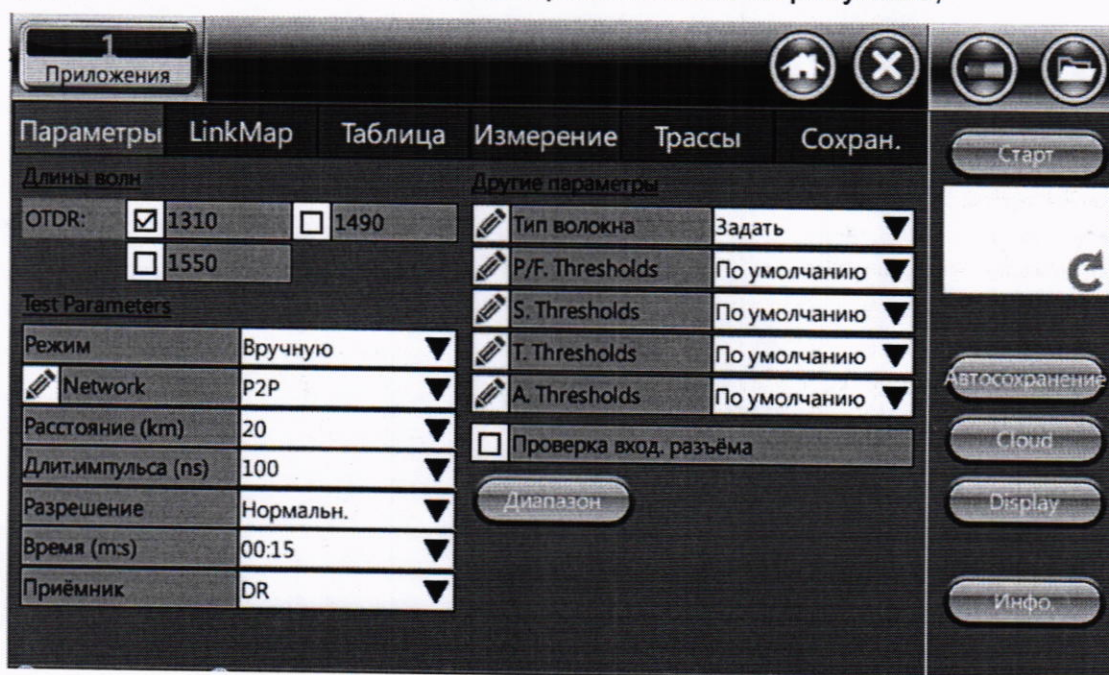 1
Приложения
Параметры LinkMap Таблица Измерение Трассы Сохран.
Длины волн
OTDR: 1310 1490
1550
Test Parameters
Режим Вручную
Network P2P
Расстояние (km) 20
Длит.импульса (ns) 100
Разрешение Нормальн.
Время (m:s) 00:15
Приёмник DR
Другие параметры
Тип волокна Задать
P/F. Thresholds По умолчанию
S. Thresholds По умолчанию
T. Thresholds По умолчанию
A. Thresholds По умолчанию
Проверка вход. разъёма
Диапазон
Старт
Автосохранение
Cloud
Display
Инфо.